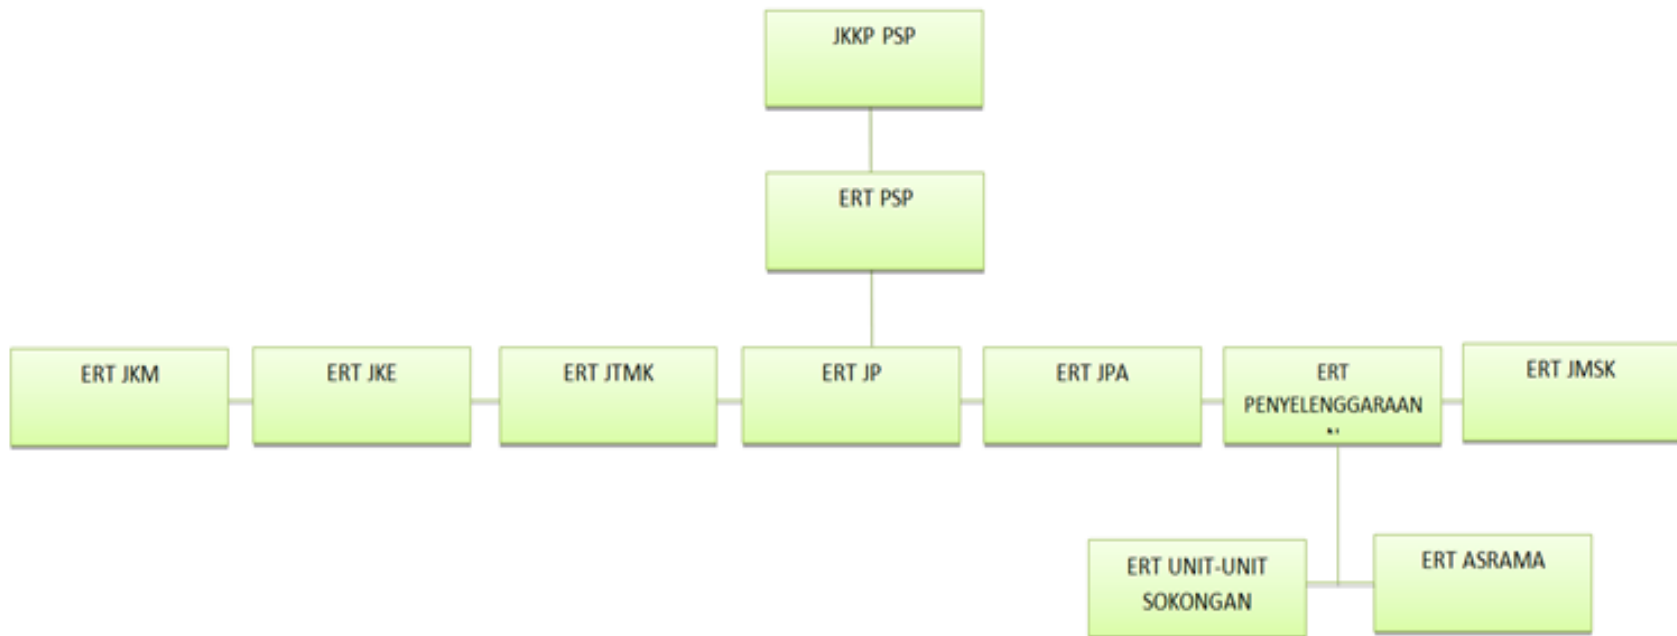 JKKP PSP
ERT PSP
ERT JKM
ERT JKE
ERT JTMK
ERT JP
ERT JPA
ERT
PENYELENGGARAAN
ERT JMSK
ERT UNIT-UNIT
SOKONGAN
ERT ASRAMA